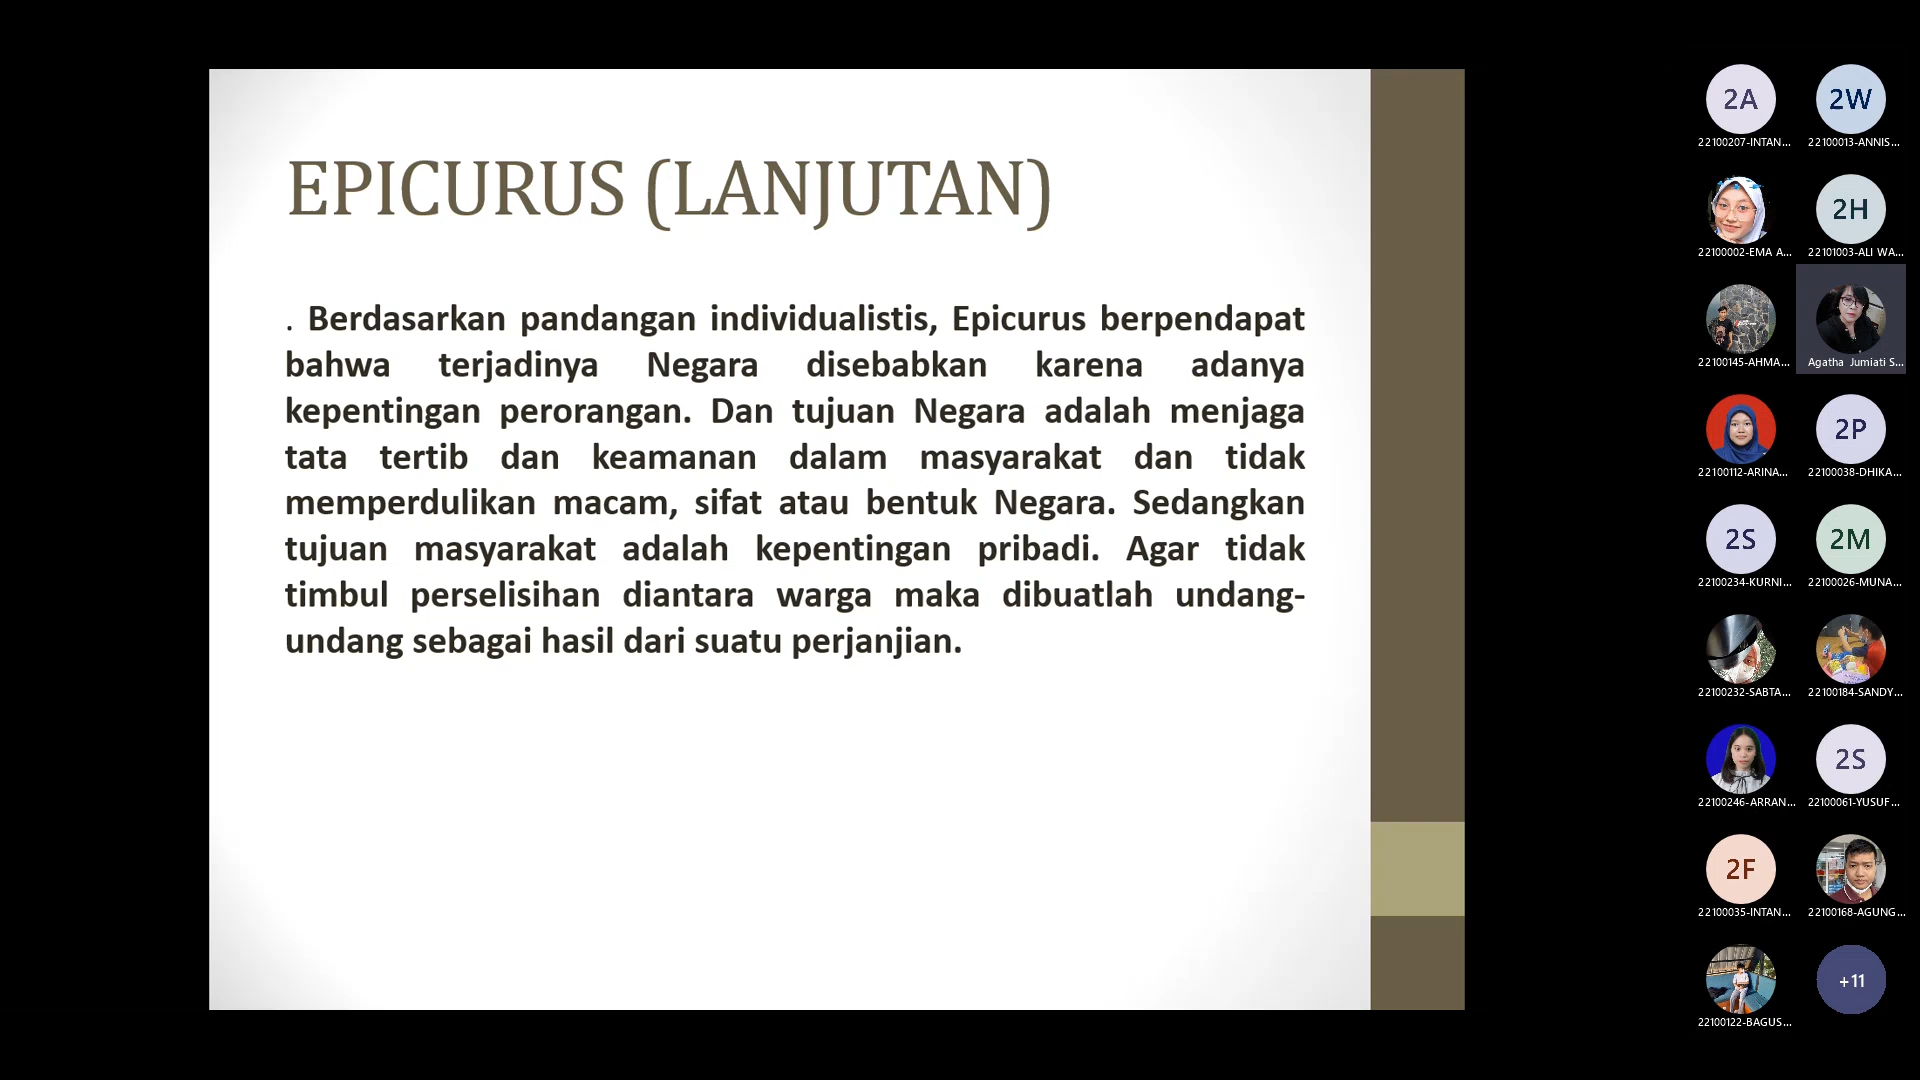 EPICURUS (LANJUTAN)
. Berdasarkan pandangan individualistis, Epicurus berpendapat
bahwa terjadinya Negara disebabkan karena adanya
kepentingan perorangan. Dan tujuan Negara adalah menjaga
tata tertib dan keamanan dalam masyarakat dan tidak
memperdulikan macam, sifat atau bentuk Negara. Sedangkan
tujuan masyarakat adalah kepentingan pribadi. Agar tidak
timbul perselisihan diantara warga maka dibuatlah undang-
undang sebagai hasil dari suatu perjanjian.
2A
2W
22100207-INTAN...
22100013-ANNIS...
2H
22100002-EMA A...
22101003-ALI WA...
22100145-AHMA...
Agatha Jumiati S...
2P
22100112-ARINA...
22100038-DHIKA...
2S
2M
22100234-KURNI...
22100026-MUNA...
22100232-SABTA...
22100184-SANDY...
2S
22100246-ARRAN...
22100061-YUSUF...
2F
22100035-INTAN...
22100168-AGUNG...
+11
22100122-BAGUS...